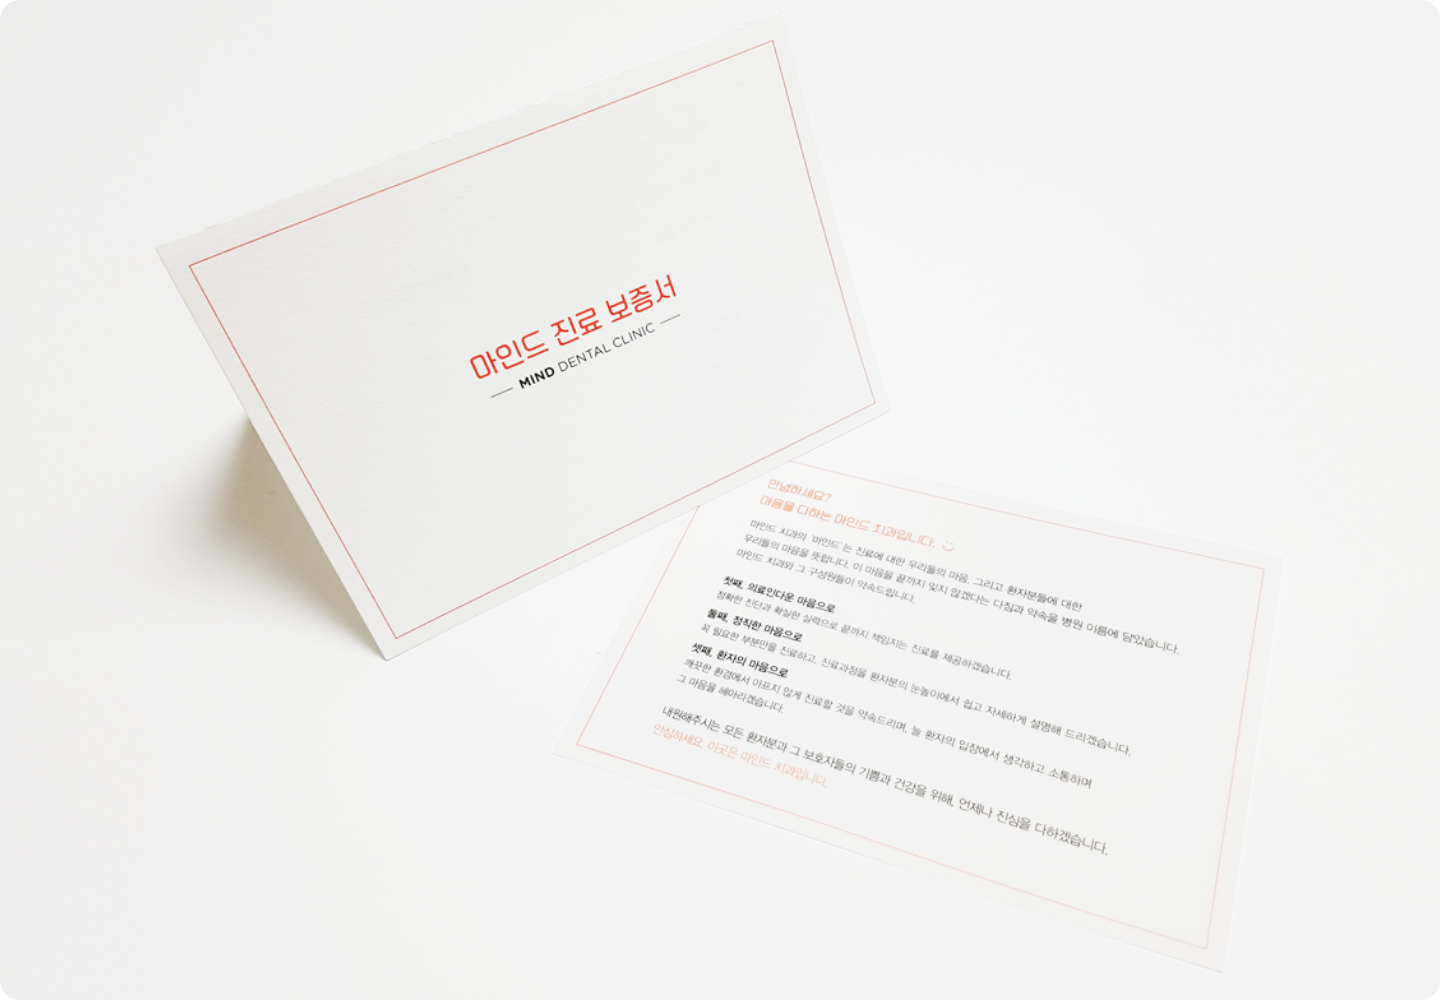 마인드 진료 보증서
MIND DENTAL CLINIC
안녕하세요?
마음을 다하는 마인드 치과입니다.
마인드 치과의 '마인드' 는 진료에 대한 우리들의 마음, 그리고 환자분들에 대한
우리들의 마음을 뜻합니다. 이 마음을 끝까지 잊지 않겠다는 다짐과 약속을 병원 이름에 담았습니다.
마인드 치과와 그 구성원들이 약속드립니다.
첫째, 의료인다운 마음으로
정확한 진단과 확실한 실력으로 끝까지 책임지는 진료를 제공하겠습니다.
둘째, 정직한 마음으로
꼭 필요한 부분만을 진료하고, 진료과정을 환자분의 눈높이에서 쉽고 자세하게 설명해 드리겠습니다.
셋째, 환자의 마음으로
깨끗한 환경에서 아프지 않게 진료할 것을 약속드리며, 늘 환자의 입장에서 생각하고 소통하며
그 마음을 헤아리겠습니다.
내원해주시는 모든 환자분과 그 보호자들의 기쁨과 건강을 위해, 언제나 진심을 다하겠습니다.
안심하세요, 이곳은 마인드 치과입니다.